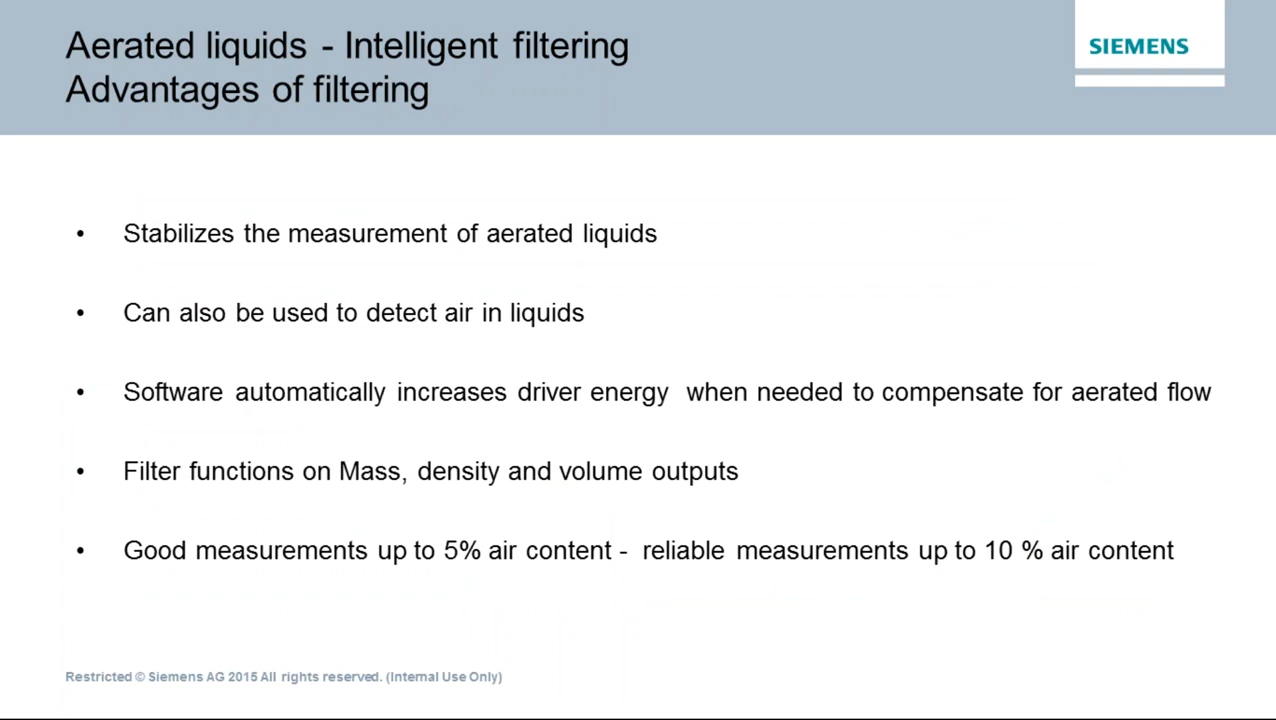 Aerated liquids - Intelligent filtering
Advantages of filtering
SIEMENS
• Stabilizes the measurement of aerated liquids
• Can also be used to detect air in liquids
• Software automatically increases driver energy when needed to compensate for aerated flow
• Filter functions on Mass, density and volume outputs
• Good measurements up to 5% air content - reliable measurements up to 10 % air content
Restricted © Siemens AG 2015 All rights reserved. (Internal Use Only)